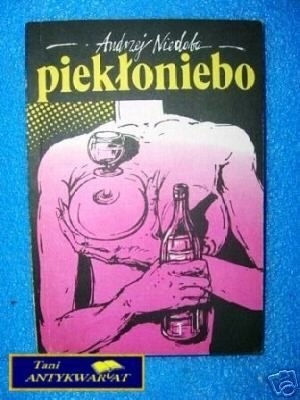 Andrzej Niedoba
piekłoniebo
Tani
ANTYKWARIAT